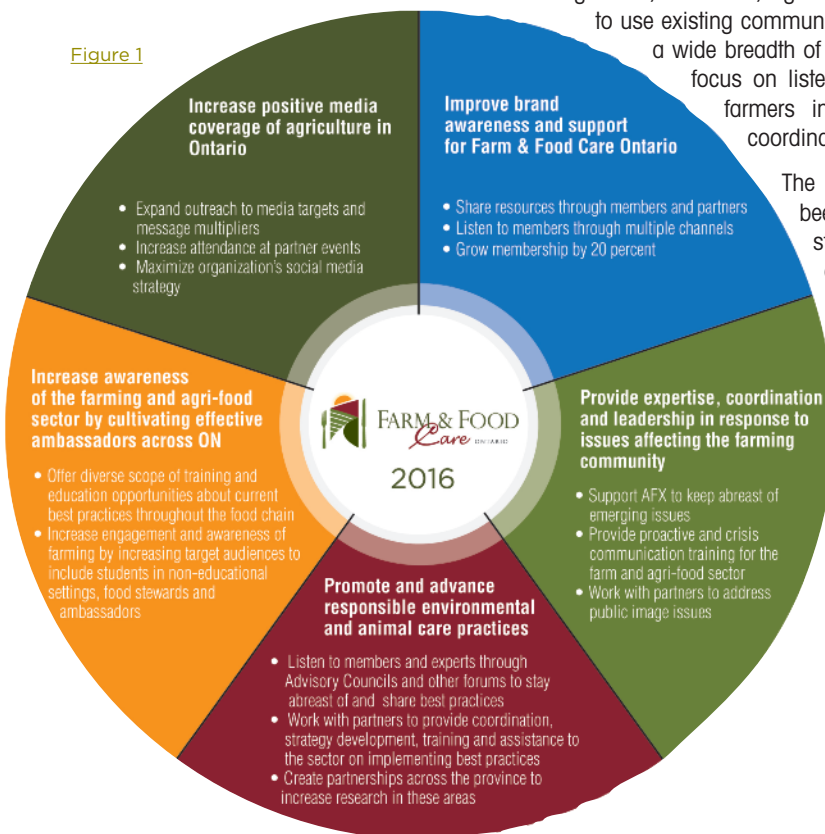 to use existing commun
a wide breadth of
focus on liste
farmers in
coordinc
The
bee
st
Figure 1
Increase positive media
coverage of agriculture in
Ontario
• Expand outreach to media targets and
message multipliers
• Increase attendance at partner events
• Maximize organization's social media
strategy
Improve brand
awareness and support
for Farm & Food Care Ontario
• Share resources through members and partners
• Listen to members through multiple channels
• Grow membership by 20 percent
Increase awareness
of the farming and agri-food
sector by cultivating effective
ambassadors across ON
• Offer diverse scope of training and
education opportunities about current
best practices throughout the food chain
• Increase engagement and awareness of
farming by increasing target audiences to
include students in non-educational
settings, food stewards and
ambassadors
FARM & FOOD
Care ONTARIO
2016
Provide expertise, coordination
and leadership in response to
issues affecting the farming
community
• Support AFX to keep abreast of
emerging issues
• Provide proactive and crisis
communication training for the
farm and agri-food sector
• Work with partners to address
public image issues
Promote and advance
responsible environmental
and animal care practices
• Listen to members and experts through
Advisory Councils and other forums to stay
abreast of and share best practices
• Work with partners to provide coordination,
strategy development, training and assistance to
the sector on implementing best practices
• Create partnerships across the province to
increase research in these areas